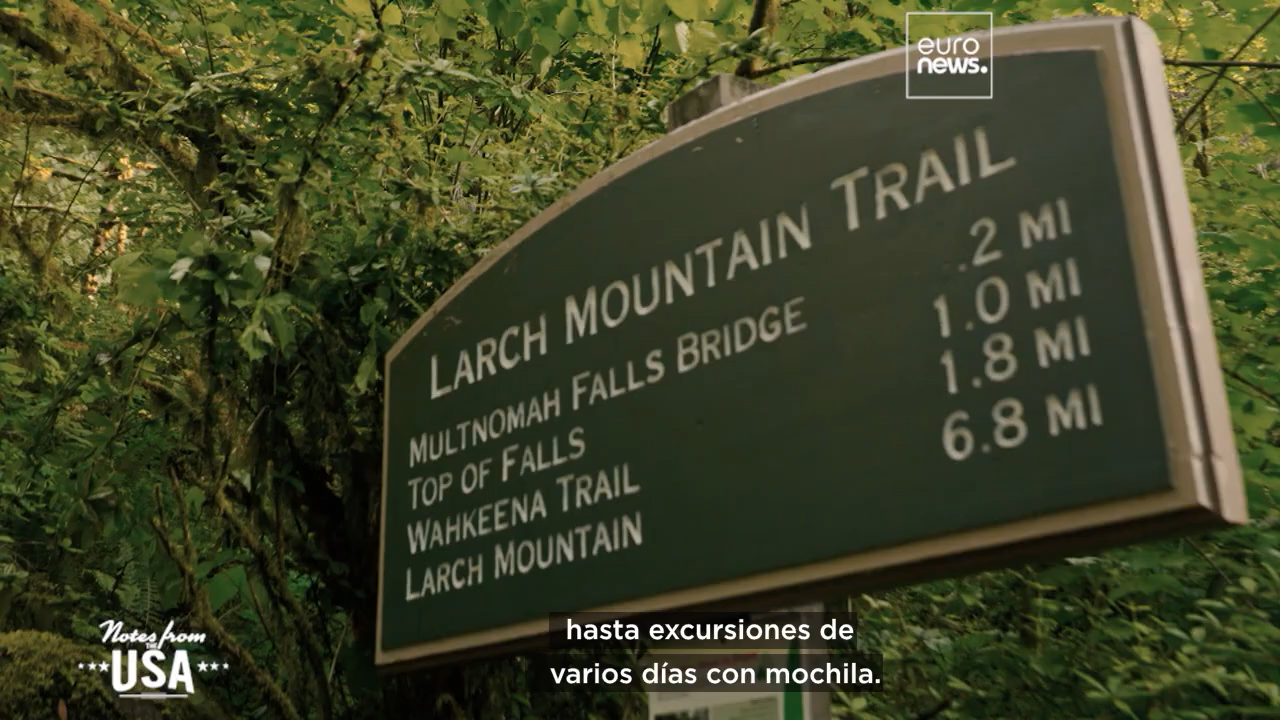 euro
news.
LARCH MOUNTAIN TRAIL
MULTNOMAH FALLS BRIDGE .2 MI
TOP OF FALLS 1.0 MI
WAHKEENA TRAIL 1.8 MI
LARCH MOUNTAIN 6.8 MI
hasta excursiones de
varios días con mochila.
Notes from
THE
USA